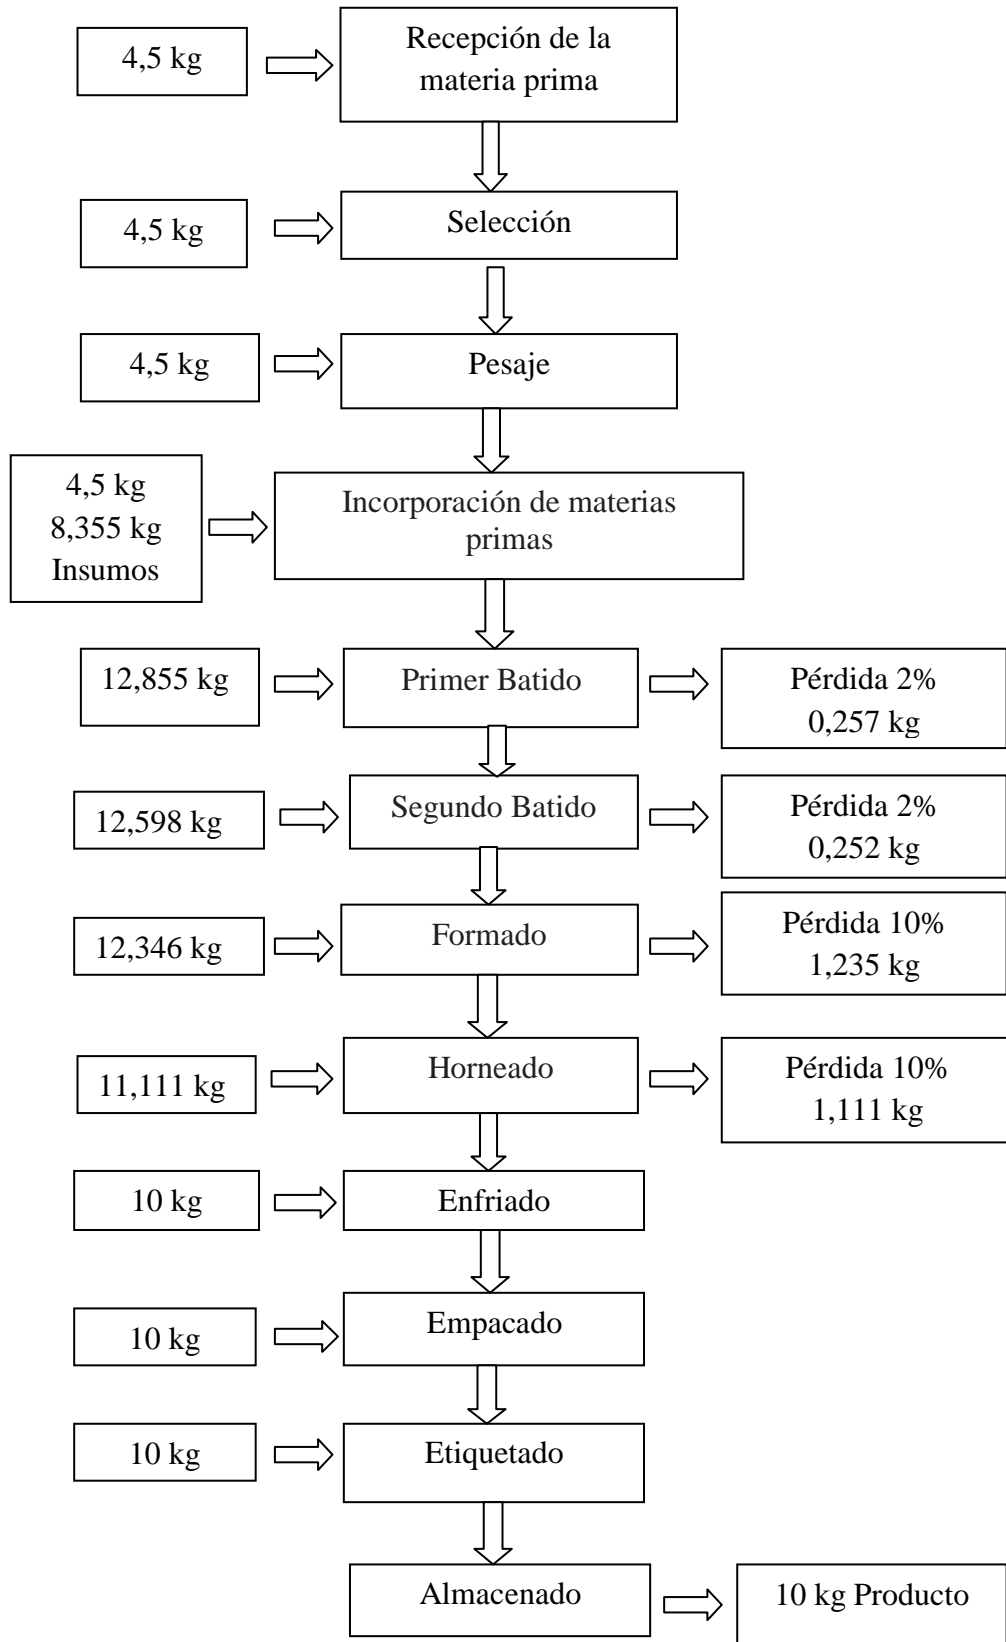 4,5 kg
Recepción de la
materia prima
4,5 kg
Selección
4,5 kg
Pesaje
4,5 kg
8,355 kg
Insumos
Incorporación de materias
primas
12,855 kg
Primer Batido
Pérdida 2%
0,257 kg
12,598 kg
Segundo Batido
Pérdida 2%
0,252 kg
12,346 kg
Formado
Pérdida 10%
1,235 kg
11,111 kg
Horneado
Pérdida 10%
1,111 kg
10 kg
Enfriado
10 kg
Empacado
10 kg
Etiquetado
Almacenado
10 kg Producto